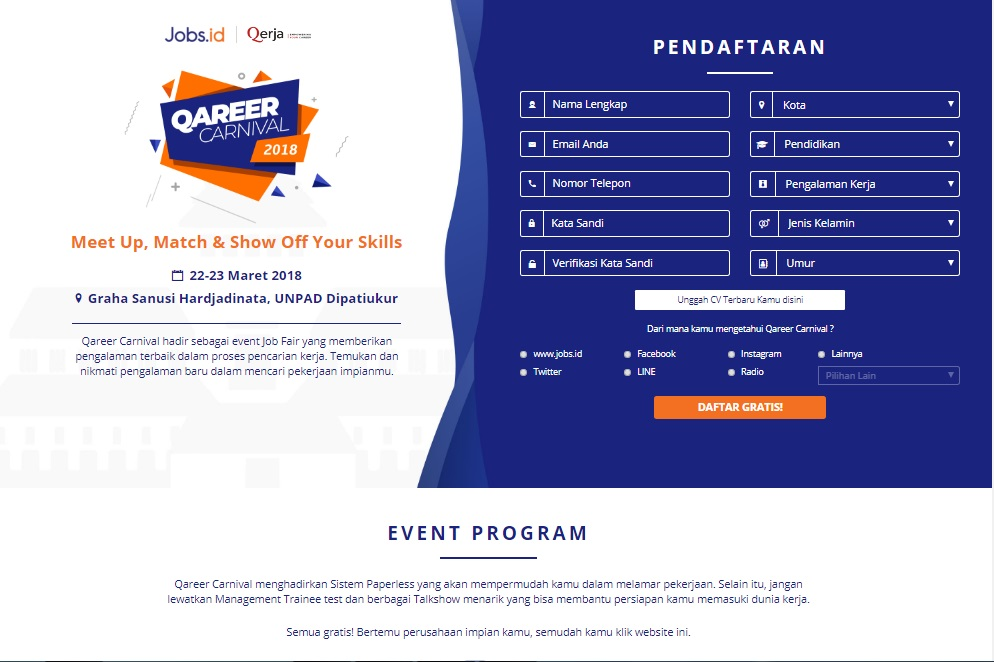 Jobs.id
Qerja
QAREER
CARNIVAL
2018
Meet Up, Match & Show Off Your Skills
22-23 Maret 2018
Graha Sanusi Hardjadinata, UNPAD Dipatiukur
Qareer Carnival hadir sebagai event Job Fair yang memberikan
pengalaman terbaik dalam proses pencarian kerja. Temukan dan
nikmati pengalaman baru dalam mencari pekerjaan impianmu.
PENDAFTARAN
Nama Lengkap
Kota
Email Anda
Pendidikan
Nomor Telepon
Pengalaman Kerja
Kata Sandi
Jenis Kelamin
Verifikasi Kata Sandi
Umur
Unggah CV Terbaru Kamu disini
Dari mana kamu mengetahui Qareer Carnival ?
www.jobs.id
Facebook
Instagram
Lainnya
Twitter
LINE
Radio
Pilihan Lain
DAFTAR GRATIS!
EVENT PROGRAM
Qareer Carnival menghadirkan Sistem Paperless yang akan mempermudah kamu dalam melamar pekerjaan. Selain itu, jangan
lewatkan Management Trainee test dan berbagai Talkshow menarik yang bisa membantu persiapan kamu memasuki dunia kerja.
Semua gratis! Bertemu perusahaan impian kamu, semudah kamu klik website ini.